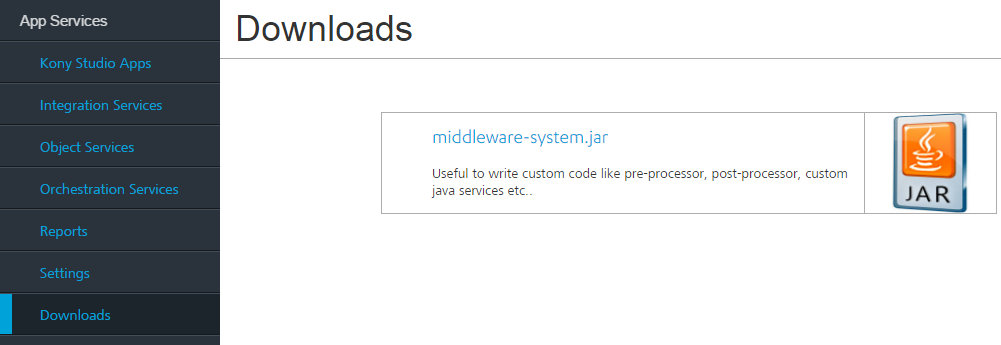 App Services
Kony Studio Apps
Integration Services
Object Services
Orchestration Services
Reports
Settings
Downloads
Downloads
middleware-system.jar
Useful to write custom code like pre-processor, post-processor, custom
java services etc..
JAR